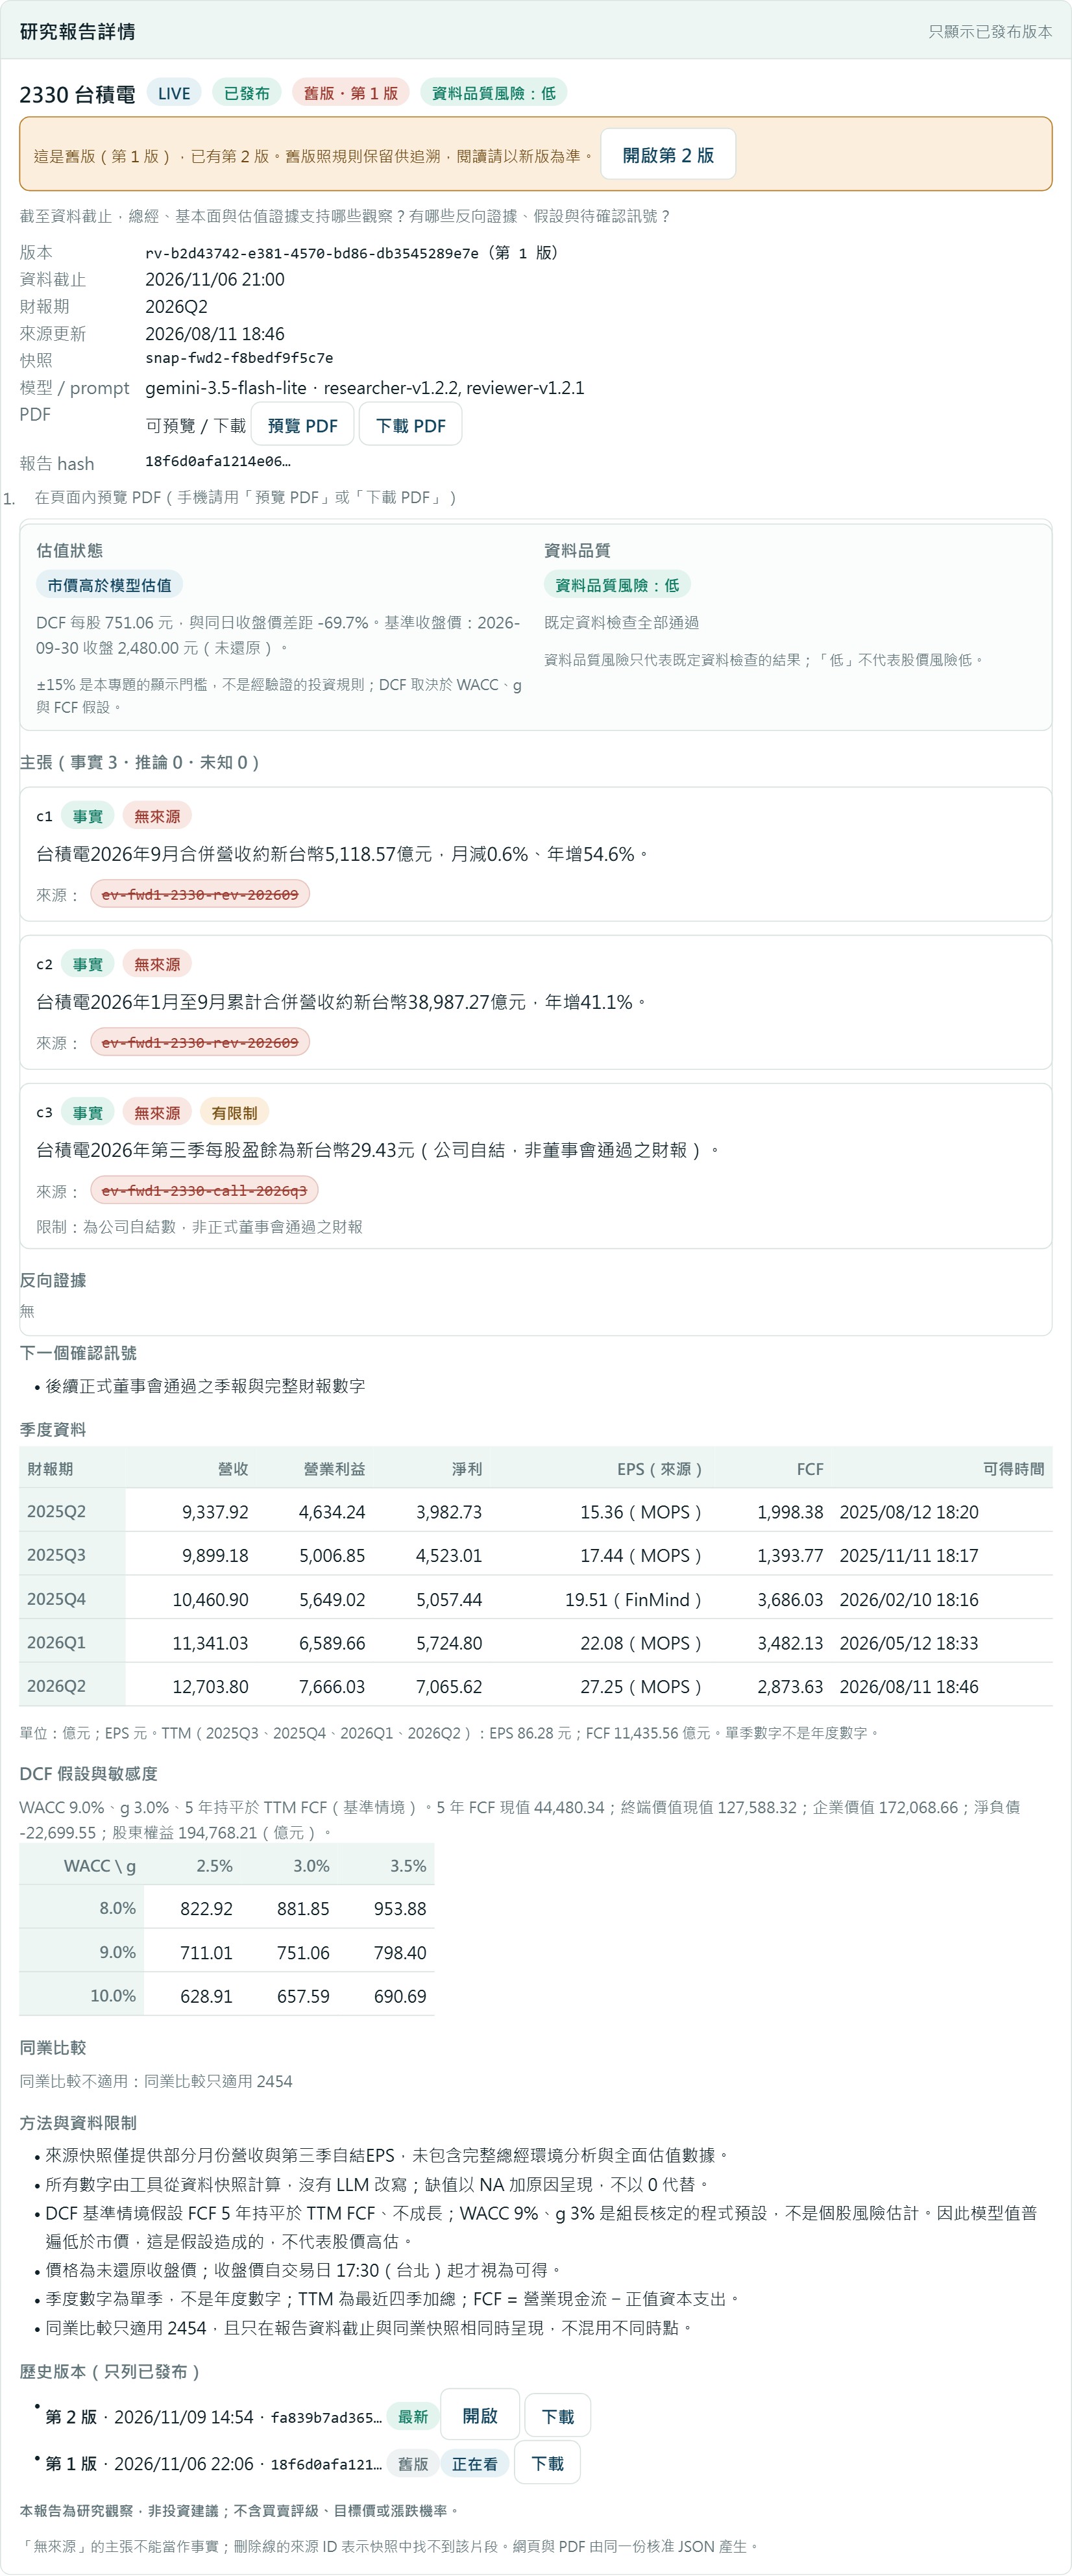 研究報告詳情 只顯示已發布版本
2330 台積電 LIVE 已發布 舊版・第 1 版 資料品質風險：低
這是舊版（第 1 版），已有第 2 版。舊版照規則保留供追溯，閱讀請以新版為準。 開啟第 2 版
截至資料截止，總經、基本面與估值證據支持哪些觀察？有哪些反向證據、假設與待確認訊號？
版本 rv-b2d43742-e381-4570-bd86-db3545289e7e（第 1 版）
資料截止 2026/11/06 21:00
財報期 2026Q2
來源更新 2026/08/11 18:46
快照 snap-fwd2-f8bedf9f5c7e
模型 / prompt gemini-3.5-flash-lite · researcher-v1.2.2, reviewer-v1.2.1
PDF 可預覽 / 下載 預覽 PDF 下載 PDF
報告 hash 18f6d0afa1214e06…
1. 在頁面內預覽 PDF（手機請用「預覽 PDF」或「下載 PDF」）
估值狀態 資料品質
市價高於模型估值 資料品質風險：低
DCF 每股 751.06 元，與同日收盤價差距 -69.7%。基準收盤價：2026-
09-30 收盤 2,480.00 元（未還原）。
既定資料檢查全部通過
資料品質風險只代表既定資料檢查的結果；「低」不代表股價風險低。
±15% 是本專題的顯示門檻，不是經驗證的投資規則；DCF 取決於 WACC、g
與 FCF 假設。
主張（事實 3・推論 0・未知 0）
c1 事實 無來源
台積電2026年9月合併營收約新台幣5,118.57億元，月減0.6%、年增54.6%。
來源： ev-fwd1-2330-rev-202609
c2 事實 無來源
台積電2026年1月至9月累計合併營收約新台幣38,987.27億元，年增41.1%。
來源： ev-fwd1-2330-rev-202609
c3 事實 無來源 有限制
台積電2026年第三季每股盈餘為新台幣29.43元（公司自結，非董事會通過之財報）。
來源： ev-fwd1-2330-call-2026q3
限制：為公司自結數，非正式董事會通過之財報
反向證據
無
下一個確認訊號
• 後續正式董事會通過之季報與完整財報數字
季度資料
財報期 營收 營業利益 淨利 EPS（來源） FCF 可得時間
2025Q2 9,337.92 4,634.24 3,982.73 15.36（MOPS） 1,998.38 2025/08/12 18:20
2025Q3 9,899.18 5,006.85 4,523.01 17.44（MOPS） 1,393.77 2025/11/11 18:17
2025Q4 10,460.90 5,649.02 5,057.44 19.51（FinMind） 3,686.03 2026/02/10 18:16
2026Q1 11,341.03 6,589.66 5,724.80 22.08（MOPS） 3,482.13 2026/05/12 18:33
2026Q2 12,703.80 7,666.03 7,065.62 27.25（MOPS） 2,873.63 2026/08/11 18:46
單位：億元；EPS 元。TTM（2025Q3、2025Q4、2026Q1、2026Q2）：EPS 86.28 元；FCF 11,435.56 億元。單季數字不是年度數字。
DCF 假設與敏感度
WACC 9.0%、g 3.0%、5 年持平於 TTM FCF（基準情境）。5 年 FCF 現值 44,480.34；終端價值現值 127,588.32；企業價值 172,068.66；淨負債
-22,699.55；股東權益 194,768.21（億元）。
WACC \ g 2.5% 3.0% 3.5%
8.0% 822.92 881.85 953.88
9.0% 711.01 751.06 798.40
10.0% 628.91 657.59 690.69
同業比較
同業比較不適用：同業比較只適用 2454
方法與資料限制
• 來源快照僅提供部分月份營收與第三季自結EPS，未包含完整總經環境分析與全面估值數據。
• 所有數字由工具從資料快照計算，沒有 LLM 改寫；缺值以 NA 加原因呈現，不以 0 代替。
• DCF 基準情境假設 FCF 5 年持平於 TTM FCF、不成長；WACC 9%、g 3% 是組長核定的程式預設，不是個股風險估計。因此模型值普
遍低於市價，這是假設造成的，不代表股價高估。
• 價格為未還原收盤價；收盤價自交易日 17:30（台北）起才視為可得。
• 季度數字為單季，不是年度數字；TTM 為最近四季加總；FCF = 營業現金流 − 正值資本支出。
• 同業比較只適用 2454，且只在報告資料截止與同業快照相同時呈現，不混用不同時點。
歷史版本（只列已發布）
• 第 2 版 · 2026/11/09 14:54 · fa839b7ad365… 最新 開啟 下載
• 第 1 版 · 2026/11/06 22:06 · 18f6d0afa121… 舊版 正在看 下載
本報告為研究觀察，非投資建議；不含買賣評級、目標價或漲跌機率。
「無來源」的主張不能當作事實；刪除線的來源 ID 表示快照中找不到該片段。網頁與 PDF 由同一份核准 JSON 產生。